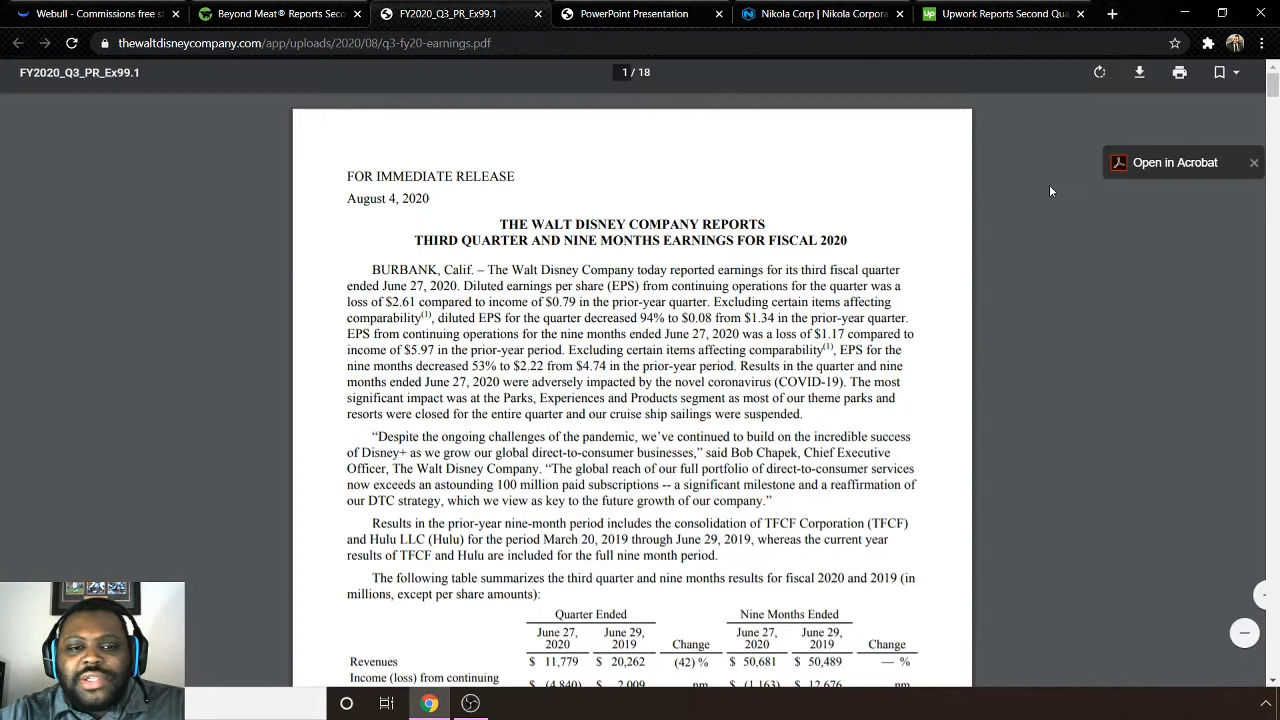 Webull - Commissions free s
Beyond Meat® Reports Seco
FY2020_Q3_PR_Ex99.1
PowerPoint Presentation
Nikola Corp | Nikola Corpora
Upwork Reports Second Qua
thewaltdisneycompany.com/app/uploads/2020/08/q3-fy20-earnings.pdf
FY2020_Q3_PR_Ex99.1
1 / 18
Open in Acrobat
FOR IMMEDIATE RELEASE
August 4, 2020
THE WALT DISNEY COMPANY REPORTS
THIRD QUARTER AND NINE MONTHS EARNINGS FOR FISCAL 2020
BURBANK, Calif. – The Walt Disney Company today reported earnings for its third fiscal quarter
ended June 27, 2020. Diluted earnings per share (EPS) from continuing operations for the quarter was a
loss of $2.61 compared to income of $0.79 in the prior-year quarter. Excluding certain items affecting
comparability(1), diluted EPS for the quarter decreased 94% to $0.08 from $1.34 in the prior-year quarter.
EPS from continuing operations for the nine months ended June 27, 2020 was a loss of $1.17 compared to
income of $5.97 in the prior-year period. Excluding certain items affecting comparability(1), EPS for the
nine months decreased 53% to $2.22 from $4.74 in the prior-year period. Results in the quarter and nine
months ended June 27, 2020 were adversely impacted by the novel coronavirus (COVID-19). The most
significant impact was at the Parks, Experiences and Products segment as most of our theme parks and
resorts were closed for the entire quarter and our cruise ship sailings were suspended.
“Despite the ongoing challenges of the pandemic, we’ve continued to build on the incredible success
of Disney+ as we grow our global direct-to-consumer businesses,” said Bob Chapek, Chief Executive
Officer, The Walt Disney Company. “The global reach of our full portfolio of direct-to-consumer services
now exceeds an astounding 100 million paid subscriptions -- a significant milestone and a reaffirmation of
our DTC strategy, which we view as key to the future growth of our company.”
Results in the prior-year nine-month period includes the consolidation of TFCF Corporation (TFCF)
and Hulu LLC (Hulu) for the period March 20, 2019 through June 29, 2019, whereas the current year
results of TFCF and Hulu are included for the full nine month period.
The following table summarizes the third quarter and nine months results for fiscal 2020 and 2019 (in
millions, except per share amounts):
Quarter Ended Nine Months Ended
June 27, 2020 June 29, 2019 Change June 27, 2020 June 29, 2019 Change
Revenues $ 11,779 $ 20,262 (42) % $ 50,681 $ 50,489 — %
Income (loss) from continuing
$ (4,840) $ 2,009 nm $ (1,163) $ 12,676 nm